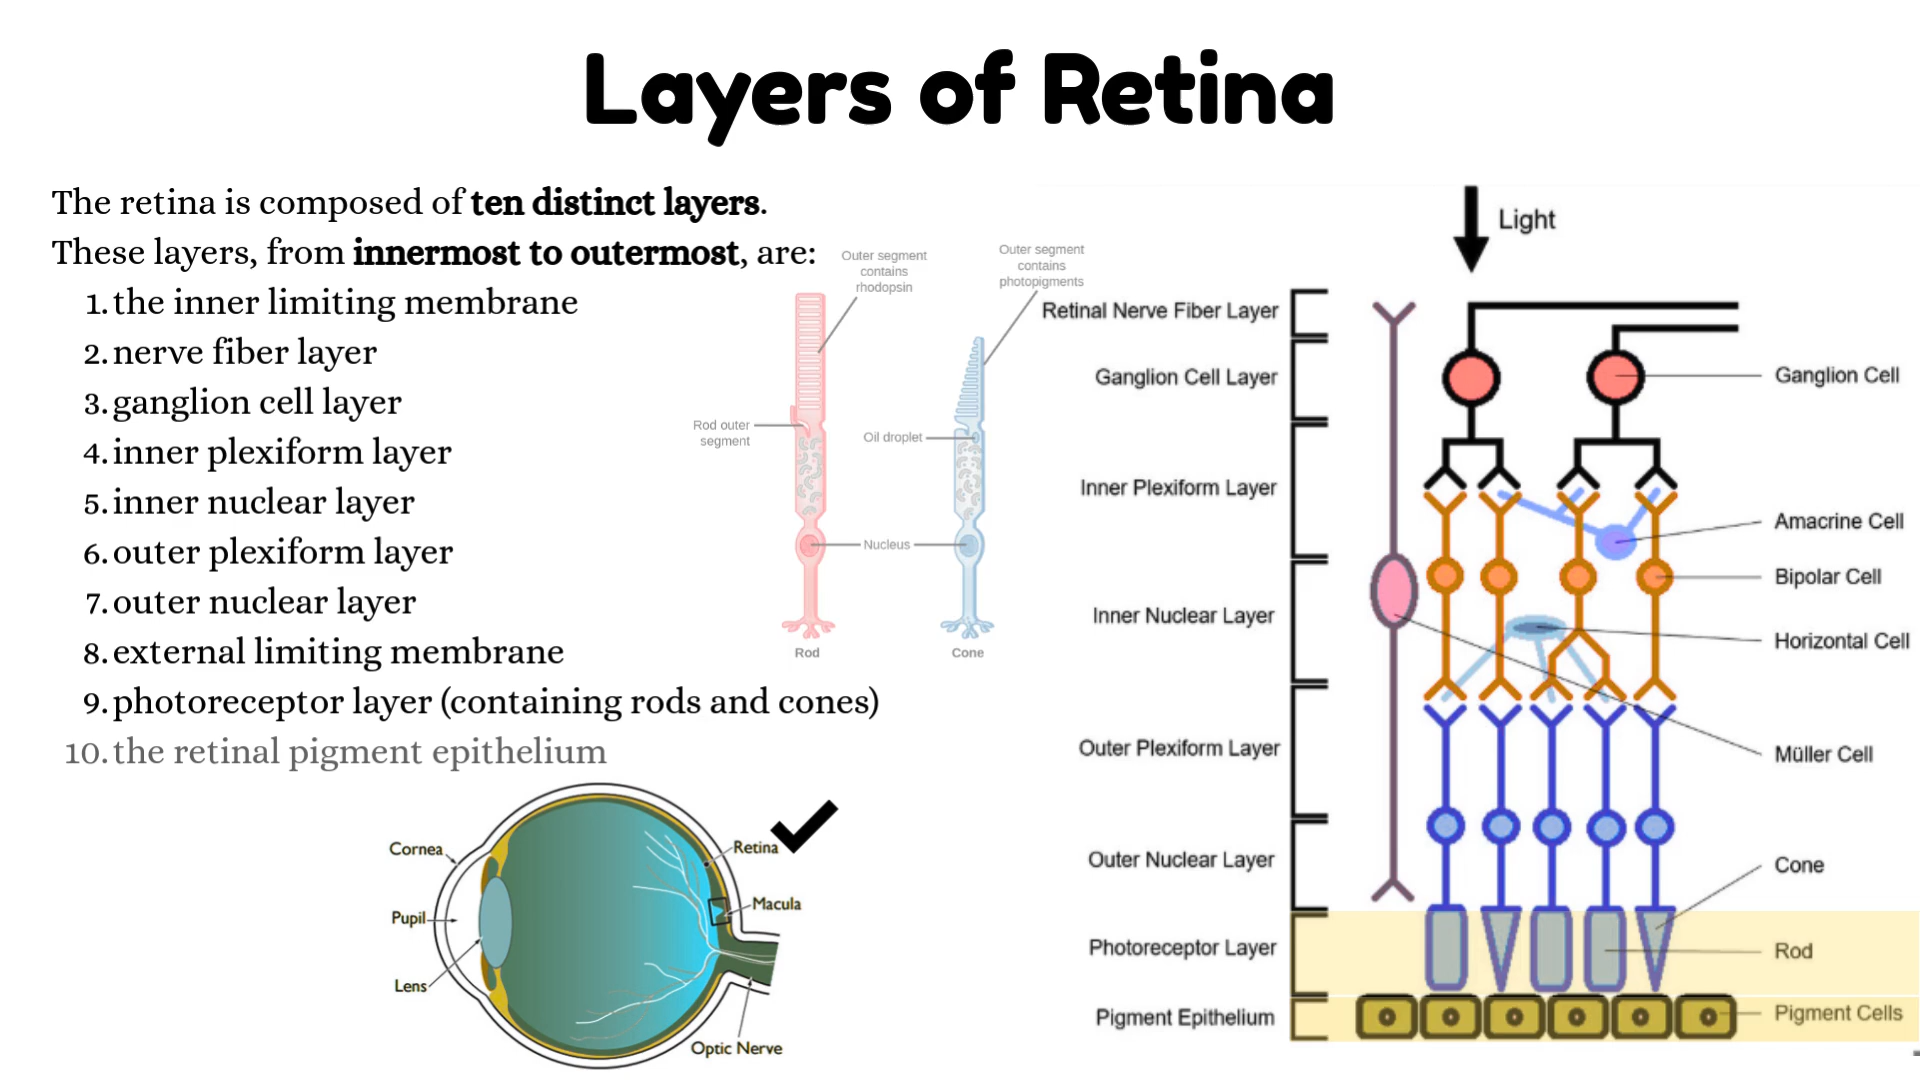 Layers of Retina
The retina is composed of ten distinct layers.
These layers, from innermost to outermost, are:
1. the inner limiting membrane
2. nerve fiber layer
3. ganglion cell layer
4. inner plexiform layer
5. inner nuclear layer
6. outer plexiform layer
7. outer nuclear layer
8. external limiting membrane
9. photoreceptor layer (containing rods and cones)
10. the retinal pigment epithelium
Outer segment
contains
rhodopsin
Outer segment
contains
photopigments
Rod outer
segment
Oil droplet
Nucleus
Rod
Cone
Cornea
Pupil
Lens
Retina
Macula
Optic Nerve
Light
Retinal Nerve Fiber Layer
Ganglion Cell Layer
Inner Plexiform Layer
Inner Nuclear Layer
Outer Plexiform Layer
Outer Nuclear Layer
Photoreceptor Layer
Pigment Epithelium
Ganglion Cell
Amacrine Cell
Bipolar Cell
Horizontal Cell
Müller Cell
Cone
Rod
Pigment Cells